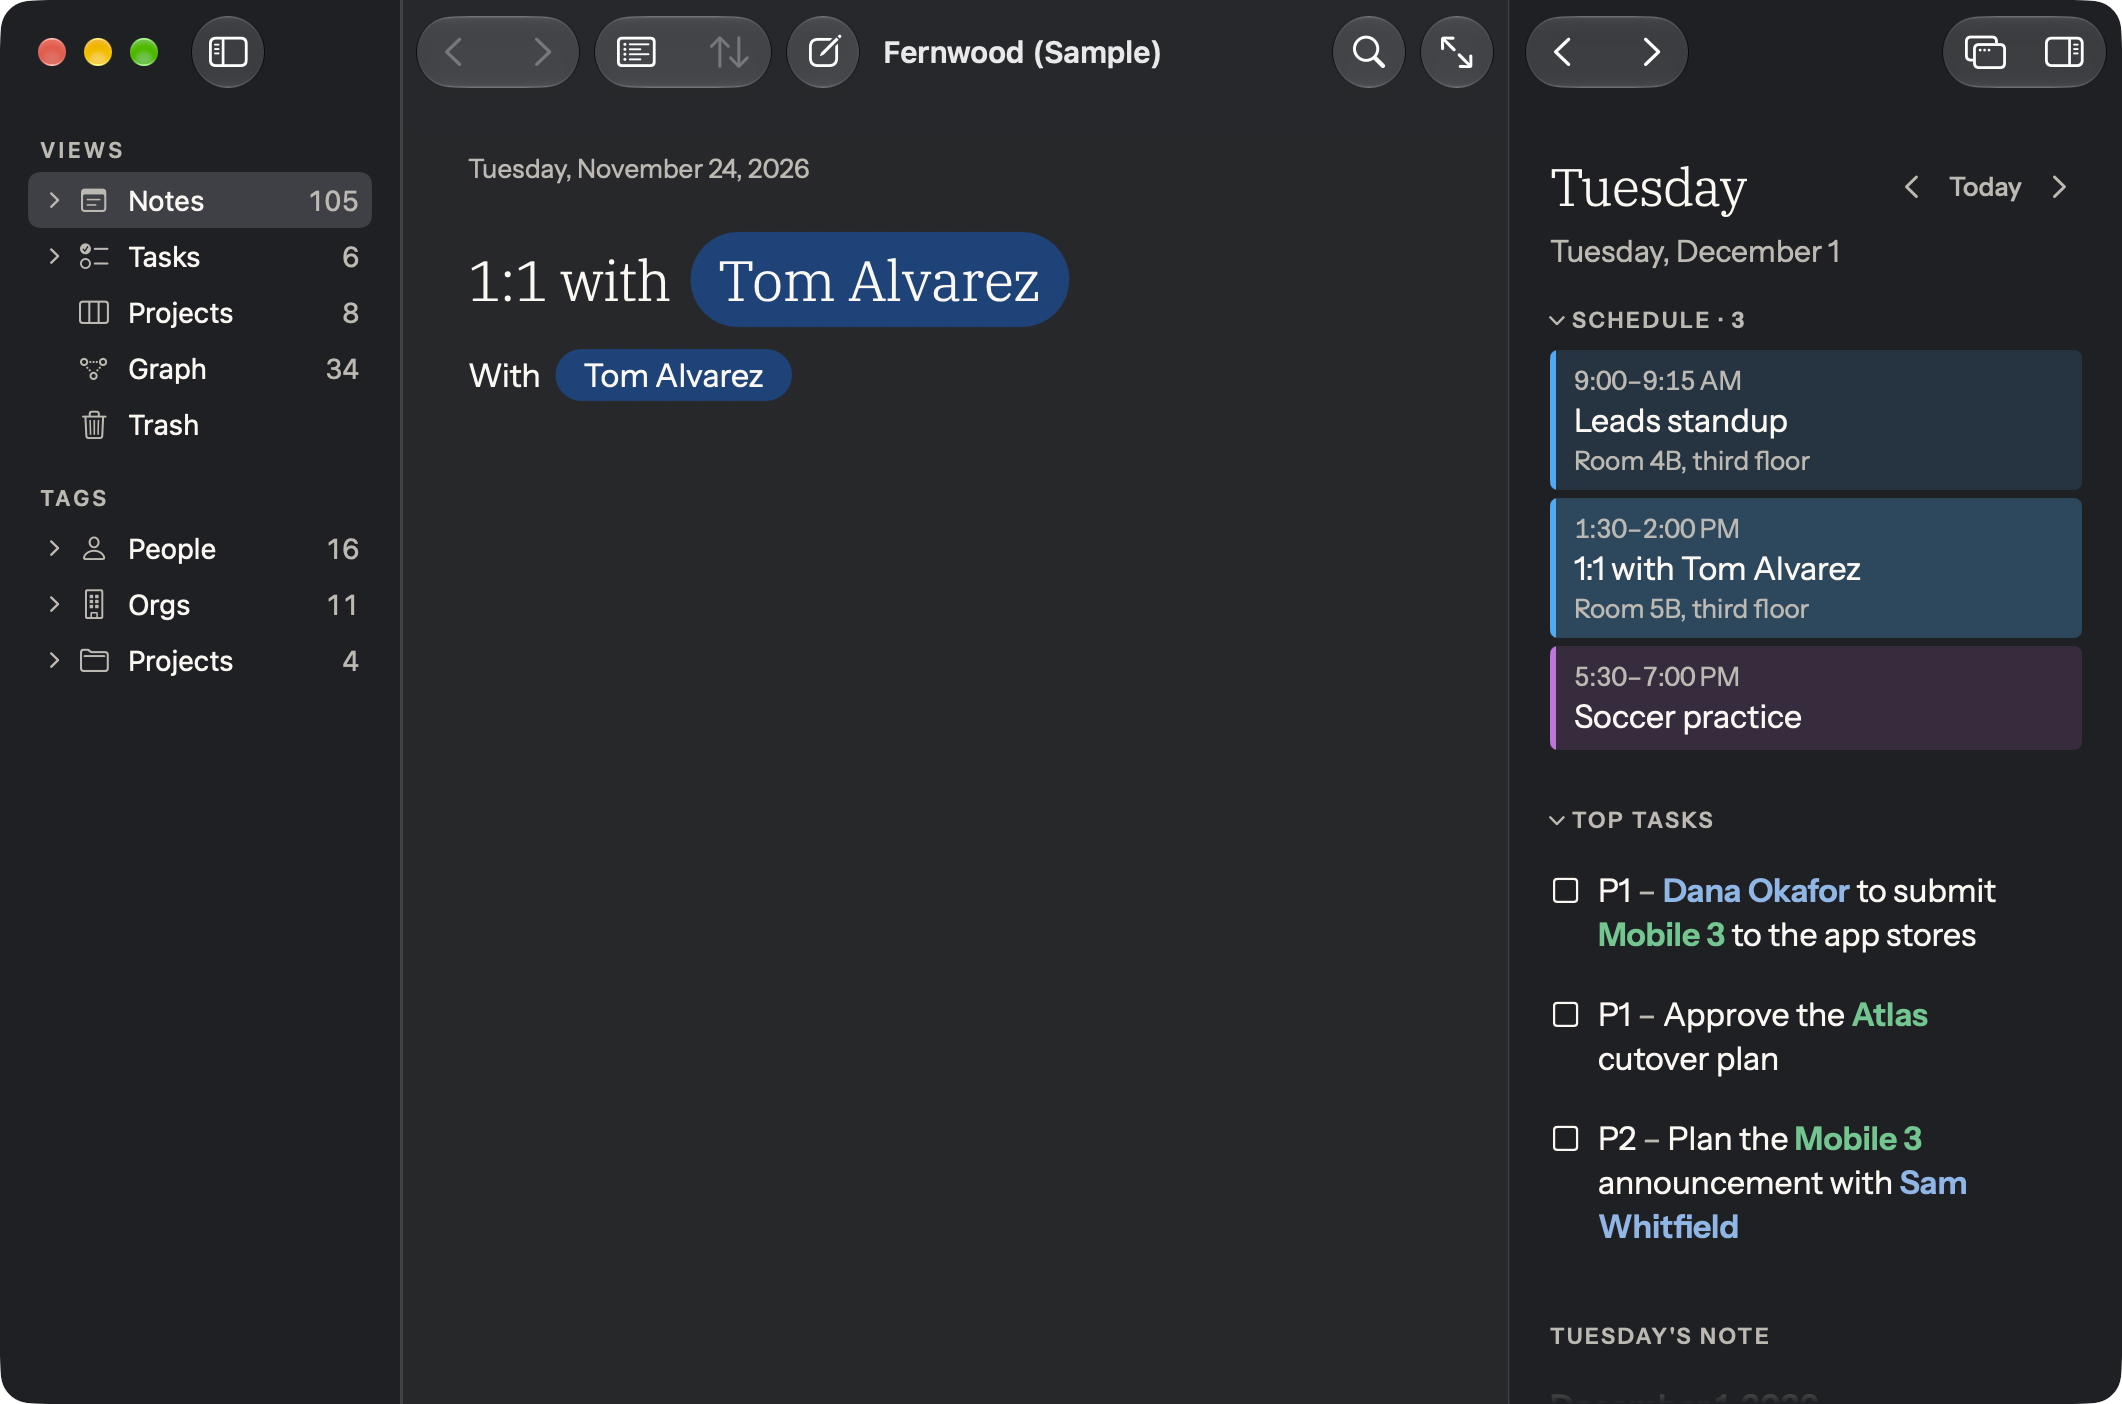 VIEWS
Notes 105
Tasks 6
Projects 8
Graph 34
Trash
TAGS
People 16
Orgs 11
Projects 4
Fernwood (Sample)
Tuesday, November 24, 2026
1:1 with Tom Alvarez
With Tom Alvarez
Tuesday
Today
Tuesday, December 1
SCHEDULE · 3
9:00–9:15 AM
Leads standup
Room 4B, third floor
1:30–2:00 PM
1:1 with Tom Alvarez
Room 5B, third floor
5:30–7:00 PM
Soccer practice
TOP TASKS
P1 – Dana Okafor to submit
Mobile 3 to the app stores
P1 – Approve the Atlas
cutover plan
P2 – Plan the Mobile 3
announcement with Sam
Whitfield
TUESDAY'S NOTE